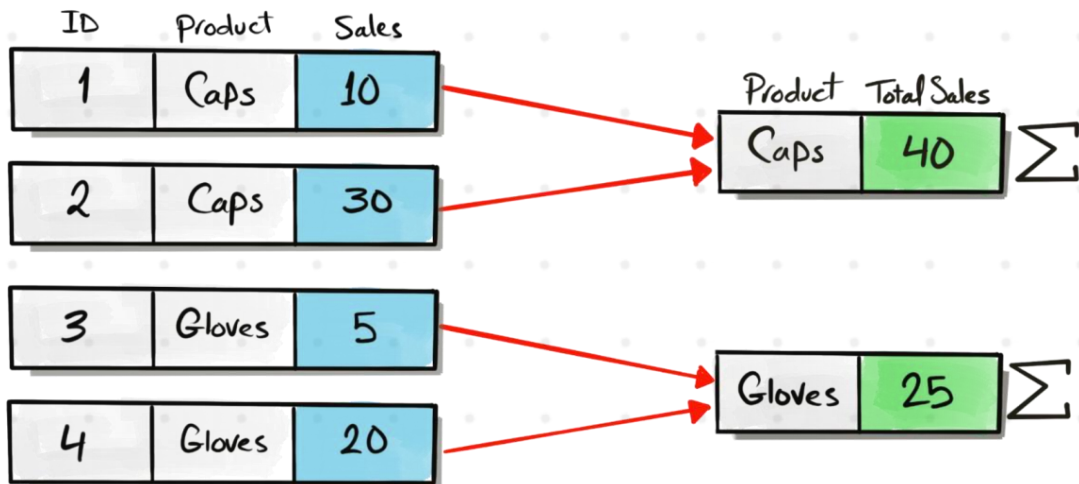 ID Product Sales
1 Caps 10
2 Caps 30
3 Gloves 5
4 Gloves 20
Product Total Sales
Caps 40 Σ
Gloves 25 Σ